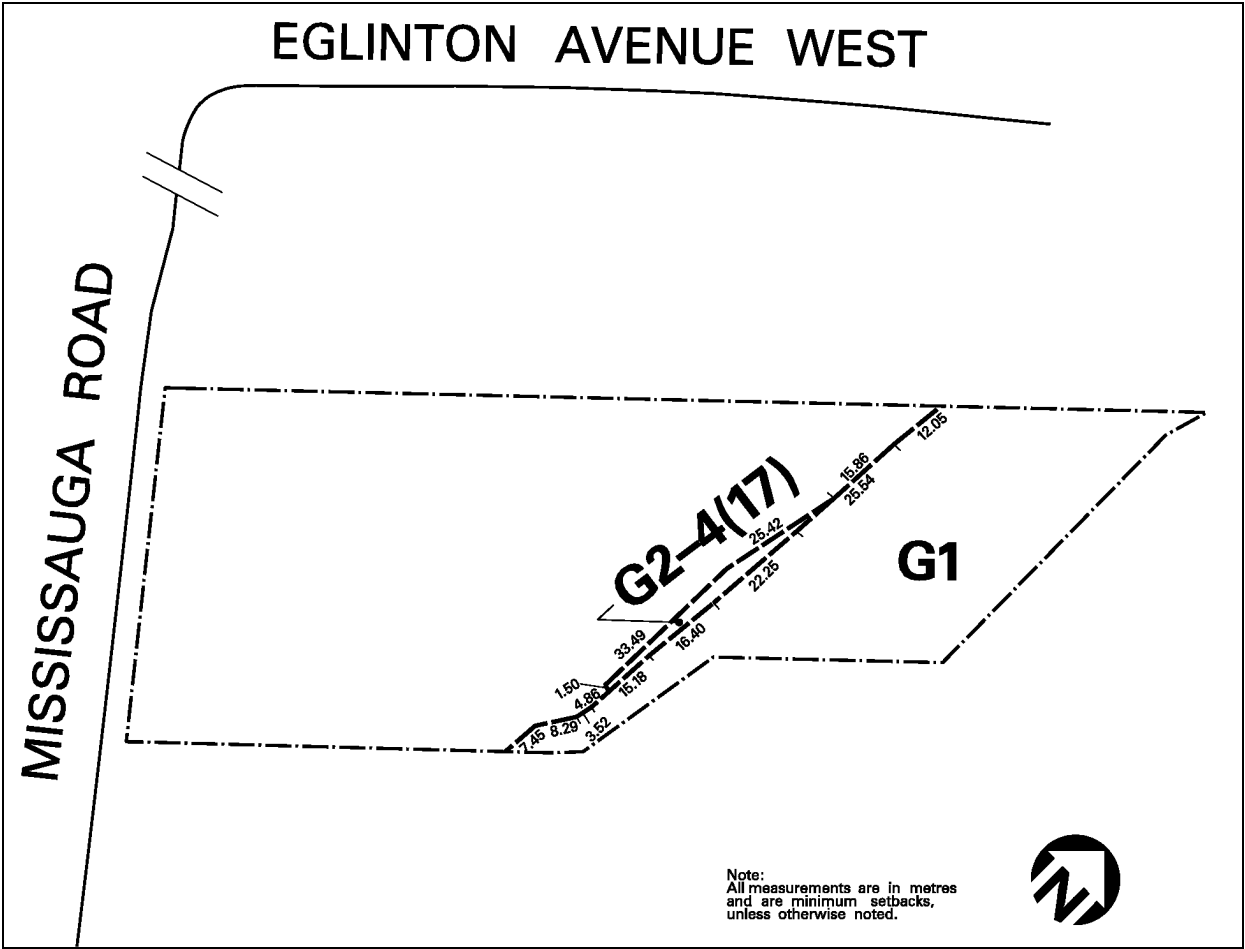 EGLINTON AVENUE WEST
MISSISSAUGA ROAD
12.05
15.86
25.54
G2-4(17)
25.42
G1
22.25
33.49
16.40
1.50
15.18
4.86
8.29
3.52
7.45
Note:
All measurements are in metres
and are minimum setbacks,
unless otherwise noted.
N